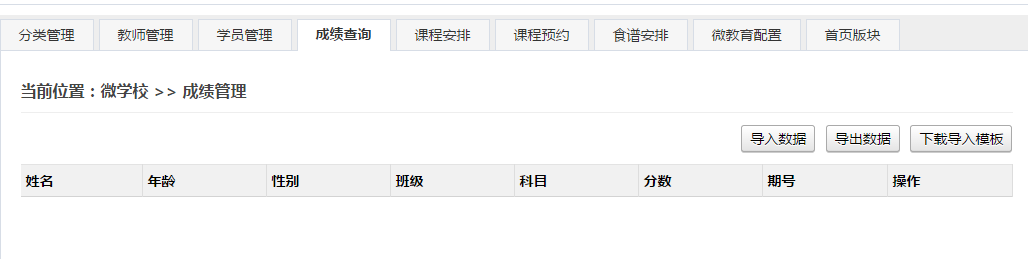 分类管理 教师管理 学员管理 成绩查询 课程安排 课程预约 食谱安排 微教育配置 首页版块
当前位置：微学校 >> 成绩管理
导入数据 导出数据 下载导入模板
姓名 年龄 性别 班级 科目 分数 期号 操作